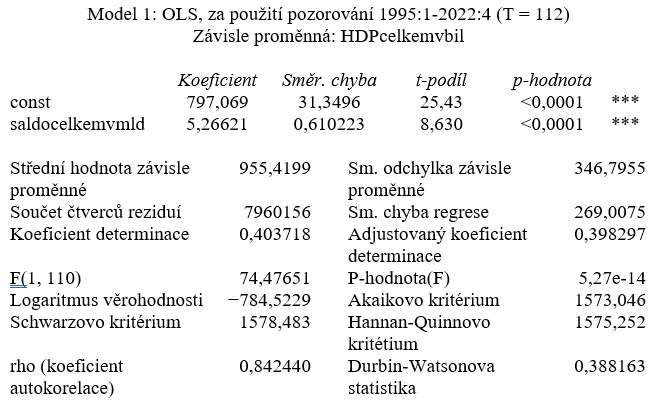 Model 1: OLS, za použití pozorování 1995:1-2022:4 (T = 112)
Závisle proměnná: HDPcelkemvbil
Koeficient Směr. chyba t-podíl p-hodnota
const 797,069 31,3496 25,43 <0,0001 ***
saldocelkemvmld 5,26621 0,610223 8,630 <0,0001 ***
Střední hodnota závisle proměnné 955,4199 Sm. odchylka závisle proměnné 346,7955
Součet čtverců reziduí 7960156 Sm. chyba regrese 269,0075
Koeficient determinace 0,403718 Adjustovaný koeficient determinace 0,398297
F(1, 110) 74,47651 P-hodnota(F) 5,27e-14
Logaritmus věrohodnosti −784,5229 Akaikovo kritérium 1573,046
Schwarzovo kritérium 1578,483 Hannan-Quinnovo kritétium 1575,252
rho (koeficient autokorelace) 0,842440 Durbin-Watsonova statistika 0,388163